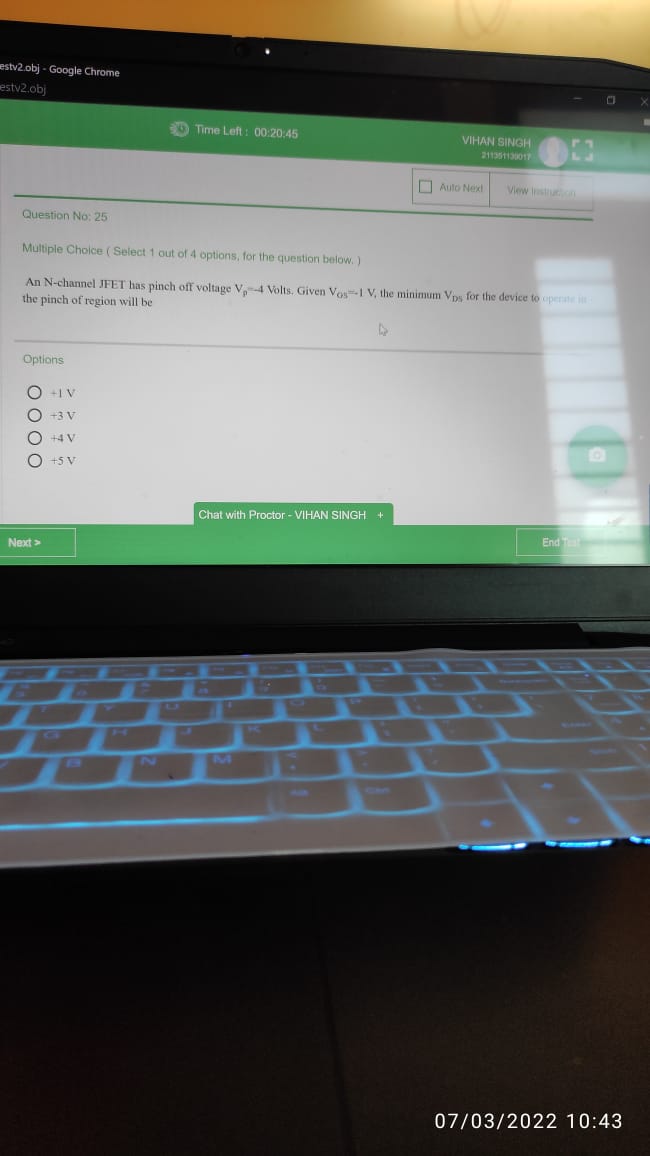 estv2.obj - Google Chrome
estv2.obj
Time Left : 00:20:45
VIHAN SINGH
211351139017
Auto Next
View Instruction
Question No: 25
Multiple Choice ( Select 1 out of 4 options, for the question below. )
An N-channel JFET has pinch off voltage Vp=-4 Volts. Given VGS=-1 V, the minimum VDS for the device to operate in
the pinch of region will be
Options
+1 V
+3 V
+4 V
+5 V
Chat with Proctor - VIHAN SINGH +
Next >
End Test
U I O P
G H J K L
B N M
Ctrl
07/03/2022 10:43